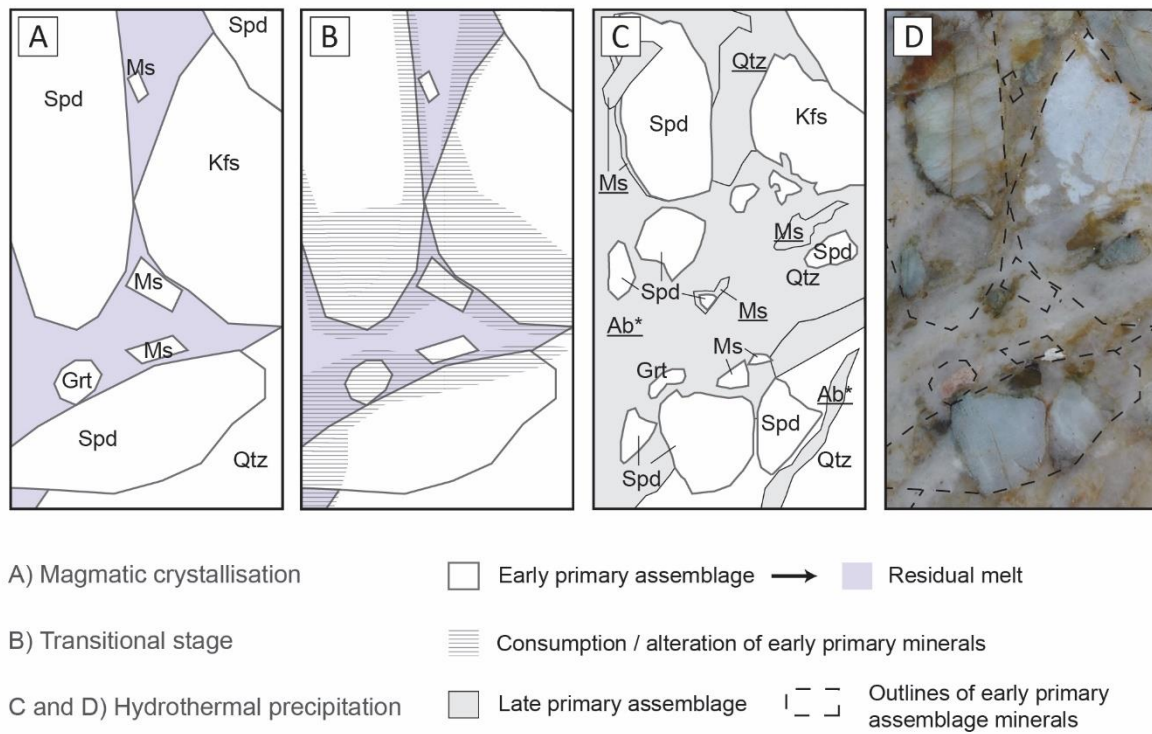 A
B
C
D
Spd
Ms
Spd
Kfs
Ms
Ms
Grt
Spd
Qtz
Qtz
Spd
Kfs
Ms
Ms
Spd
Qtz
Spd
Ms
Ab*
Ms
Grt
Ab*
Spd
Qtz
Spd
A) Magmatic crystallisation
Early primary assemblage
Residual melt
B) Transitional stage
Consumption / alteration of early primary minerals
C and D) Hydrothermal precipitation
Late primary assemblage
Outlines of early primary
assemblage minerals